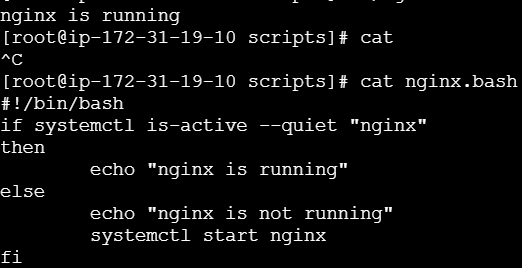 nginx is running
[root@ip-172-31-19-10 scripts]# cat
^C
[root@ip-172-31-19-10 scripts]# cat nginx.bash
#!/bin/bash
if systemctl is-active --quiet "nginx"
then
        echo "nginx is running"
else
        echo "nginx is not running"
        systemctl start nginx
fi